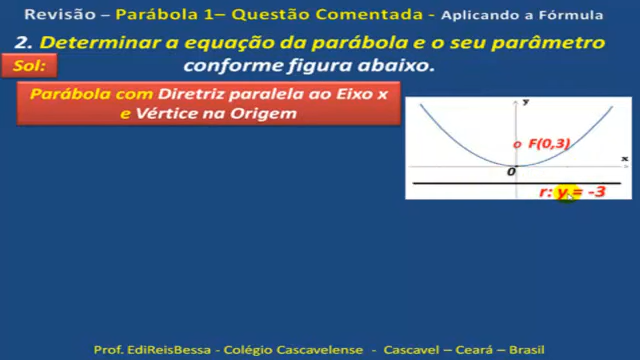 Revisão – Parábola 1– Questão Comentada - Aplicando a Fórmula
2. Determinar a equação da parábola e o seu parâmetro
Sol:
conforme figura abaixo.
Parábola com Diretriz paralela ao Eixo x
e Vértice na Origem
y
F(0,3)
x
0
r: y = -3
Prof. EdiReisBessa - Colégio Cascavelense - Cascavel – Ceará – Brasil